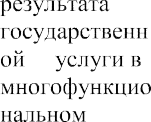 результата
государственн
ой услуги в
многофункцио
нальном